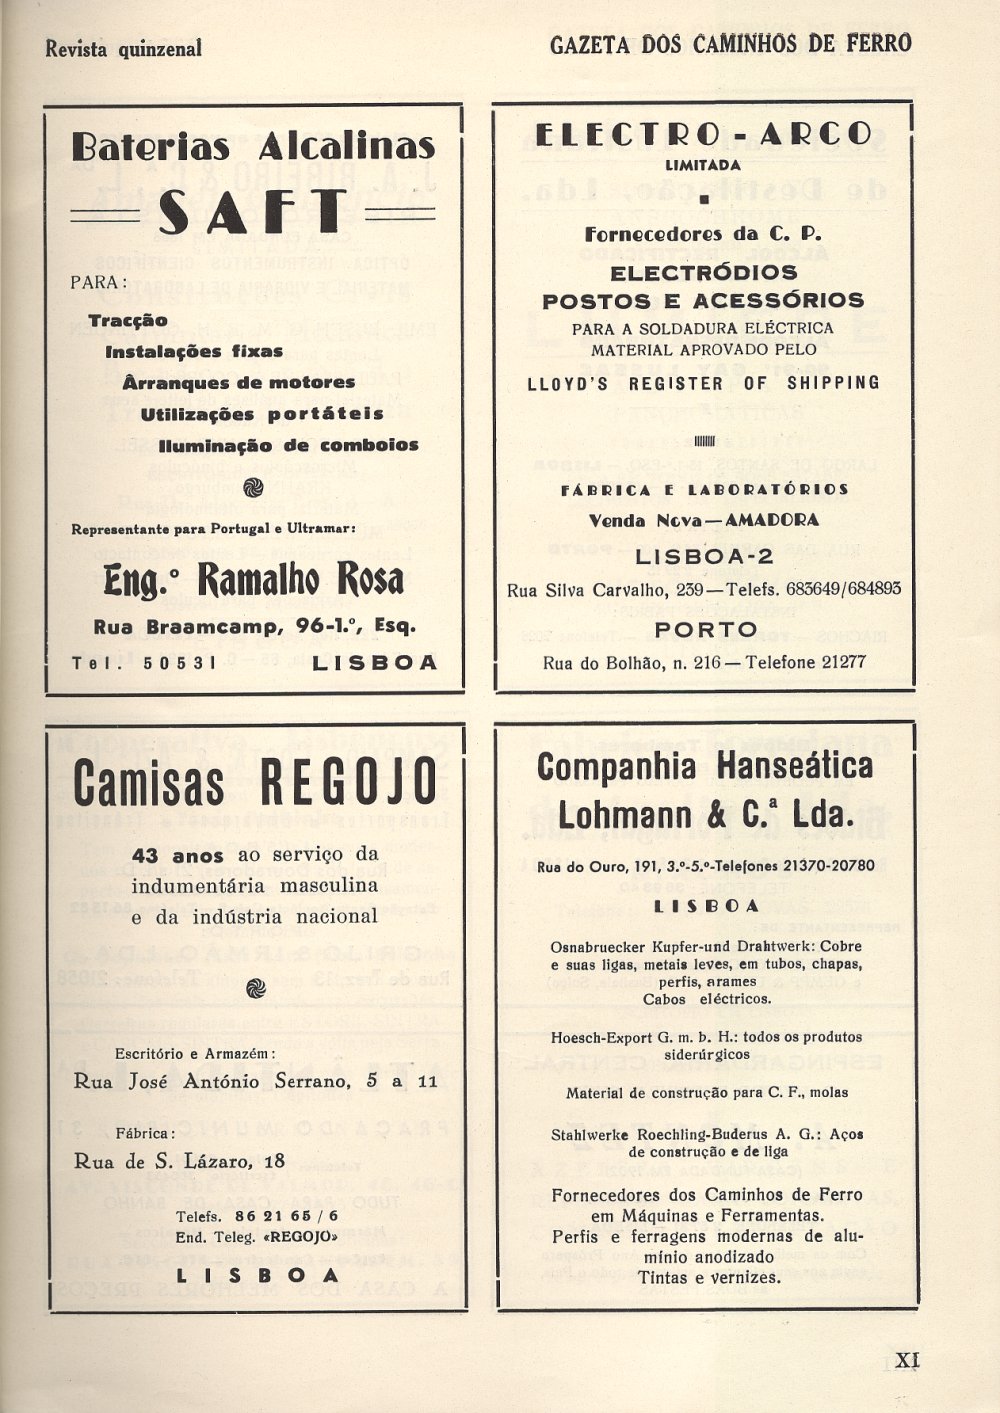 Revista quinzenal
GAZETA DOS CAMINHOS DE FERRO
Baterias Alcalinas
SAFT
PARA:
Tracção
Instalações fixas
Arranques de motores
Utilizações portáteis
Iluminação de comboios
Representante para Portugal e Ultramar:
Eng.º Ramalho Rosa
Rua Braamcamp, 96-1.º, Esq.
Tel. 50531 LISBOA
ELECTRO-ARCO
LIMITADA
Fornecedores da C. P.
ELECTRÓDIOS
POSTOS E ACESSÓRIOS
PARA A SOLDADURA ELÉCTRICA
MATERIAL APROVADO PELO
LLOYD'S REGISTER OF SHIPPING
FÁBRICA E LABORATÓRIOS
Venda Nova—AMADORA
LISBOA-2
Rua Silva Carvalho, 239—Telefs. 683649/684893
PORTO
Rua do Bolhão, n. 216—Telefone 21277
Camisas REGOJO
43 anos ao serviço da
indumentária masculina
e da indústria nacional
Escritório e Armazém:
Rua José António Serrano, 5 a 11
Fábrica:
Rua de S. Lázaro, 18
Telefs. 86 21 65 / 6
End. Teleg. «REGOJO»
LISBOA
Companhia Hanseática
Lohmann & C.ª Lda.
Rua do Ouro, 191, 3.º-5.º-Telefones 21370-20780
LISBOA
Osnabruecker Kupfer-und Drahtwerk: Cobre
e suas ligas, metais leves, em tubos, chapas,
perfis, arames
Cabos eléctricos.
Hoesch-Export G. m. b. H.: todos os produtos
siderúrgicos
Material de construção para C. F., molas
Stahlwerke Roechling-Buderus A. G.: Aços
de construção e de liga
Fornecedores dos Caminhos de Ferro
em Máquinas e Ferramentas.
Perfis e ferragens modernas de alu-
mínio anodizado
Tintas e vernizes.
XI